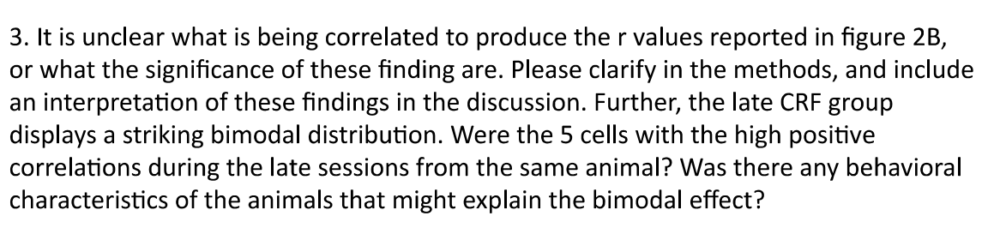 3. It is unclear what is being correlated to produce the r values reported in figure 2B,
or what the significance of these finding are. Please clarify in the methods, and include
an interpretation of these findings in the discussion. Further, the late CRF group
displays a striking bimodal distribution. Were the 5 cells with the high positive
correlations during the late sessions from the same animal? Was there any behavioral
characteristics of the animals that might explain the bimodal effect?